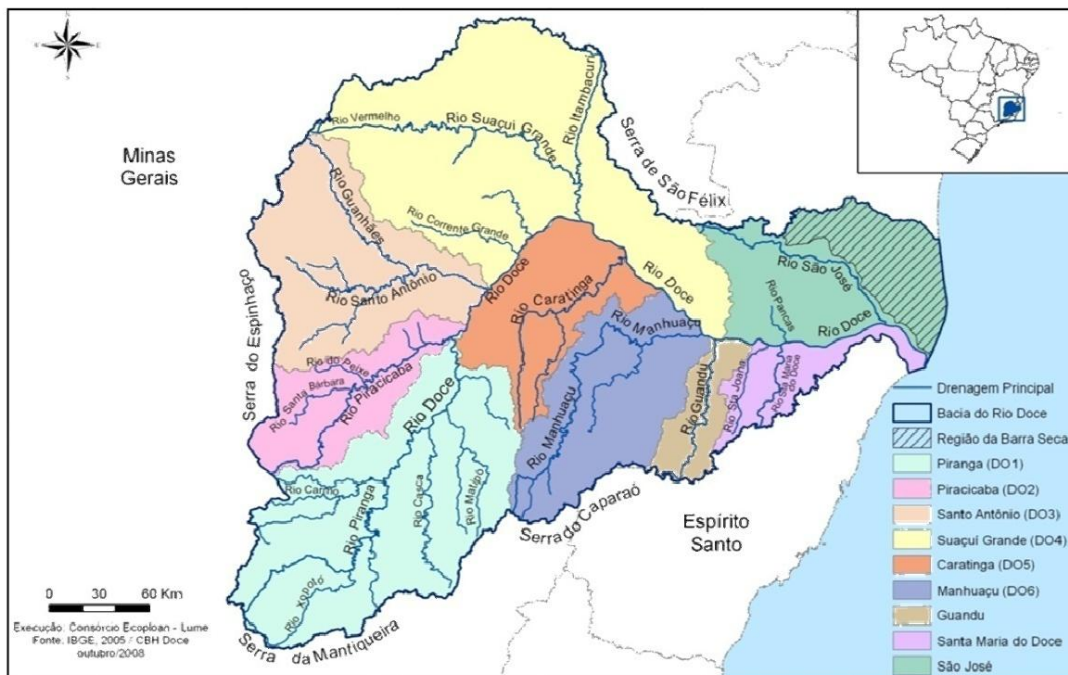 Minas
Gerais
Rio Vermelho
Rio Suaçui Grande
Rio Itambacuri
Serra de São Félix
Rio Guanhães
Rio Corrente Grande
Rio Santo Antônio
Rio Doce
Rio Caratinga
Rio Doce
Rio São José
Rio Pancas
Rio Doce
Rio Manhuaçu
Serra do Espinhaço
Rio do Peixe
Rio Santa Bárbara
Rio Piracicaba
Rio Doce
Rio Guandu
Rio Sta Joana
Rio Sta Maria
do Doce
Rio Manhuaçu
Rio Carmo
Rio Piranga
Rio Casca
Rio Matipó
Rio Xopotó
Serra do Caparaó
Espírito
Santo
Serra da Mantiqueira
0 30 60 Km
Execução: Consórcio Ecoplan - Lume
Fonte: IBGE, 2005 / CBH Doce
outubro/2008
Drenagem Principal
Bacia do Rio Doce
Região da Barra Seca
Piranga (DO1)
Piracicaba (DO2)
Santo Antônio (DO3)
Suaçuí Grande (DO4)
Caratinga (DO5)
Manhuaçu (DO6)
Guandu
Santa Maria do Doce
São José